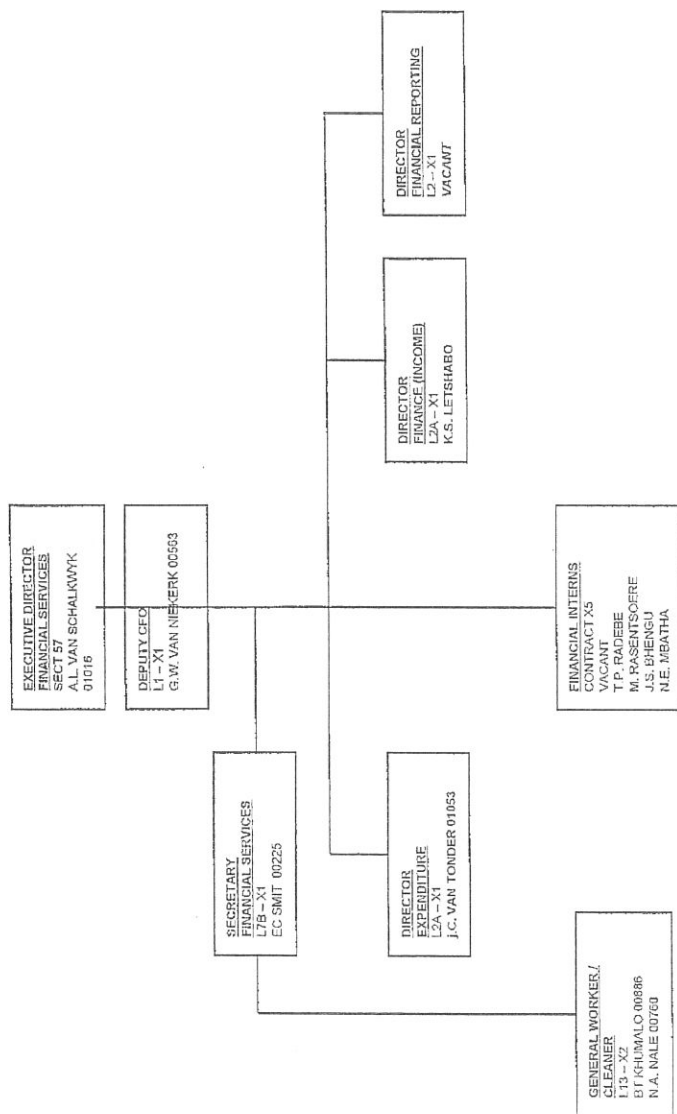 EXECUTIVE DIRECTOR
FINANCIAL SERVICES
SECT 57
A.L. VAN SCHALKWYK
01016
DEPUTY CFO
L1 – X1
G.W. VAN NIEKERK 00563
SECRETARY
FINANCIAL SERVICES
L7B – X1
EC SMIT 00225
DIRECTOR
EXPENDITURE
L2A – X1
j.C. VAN TONDER 01053
DIRECTOR
FINANCE (INCOME)
L2A – X1
K.S. LETSHABO
DIRECTOR
FINANCIAL REPORTING
L2 – X1
VACANT
GENERAL WORKER /
CLEANER
L13 – X2
BT KHUMALO 00886
N.A. NALE 00760
FINANCIAL INTERNS
CONTRACT X5
VACANT
T.P. RADEBE
M. RASENTSOERE
J.S. BHENGU
N.E. MBATHA